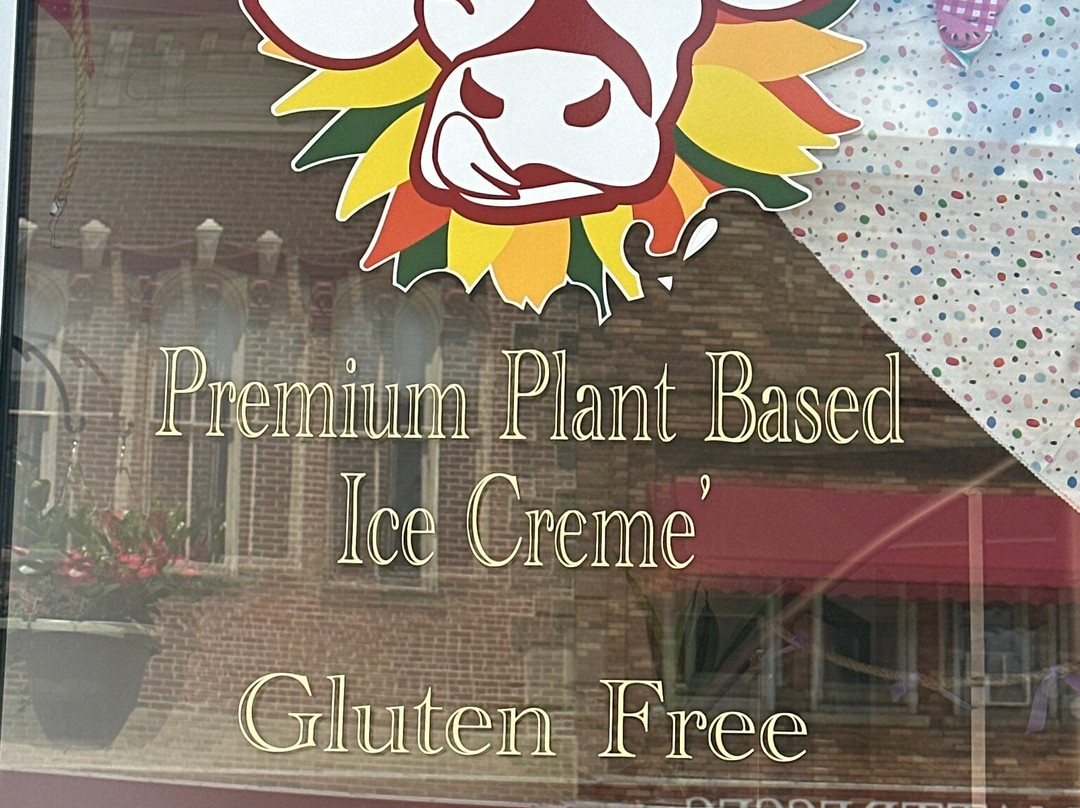 Premium Plant Based
Ice Creme'
Gluten Free